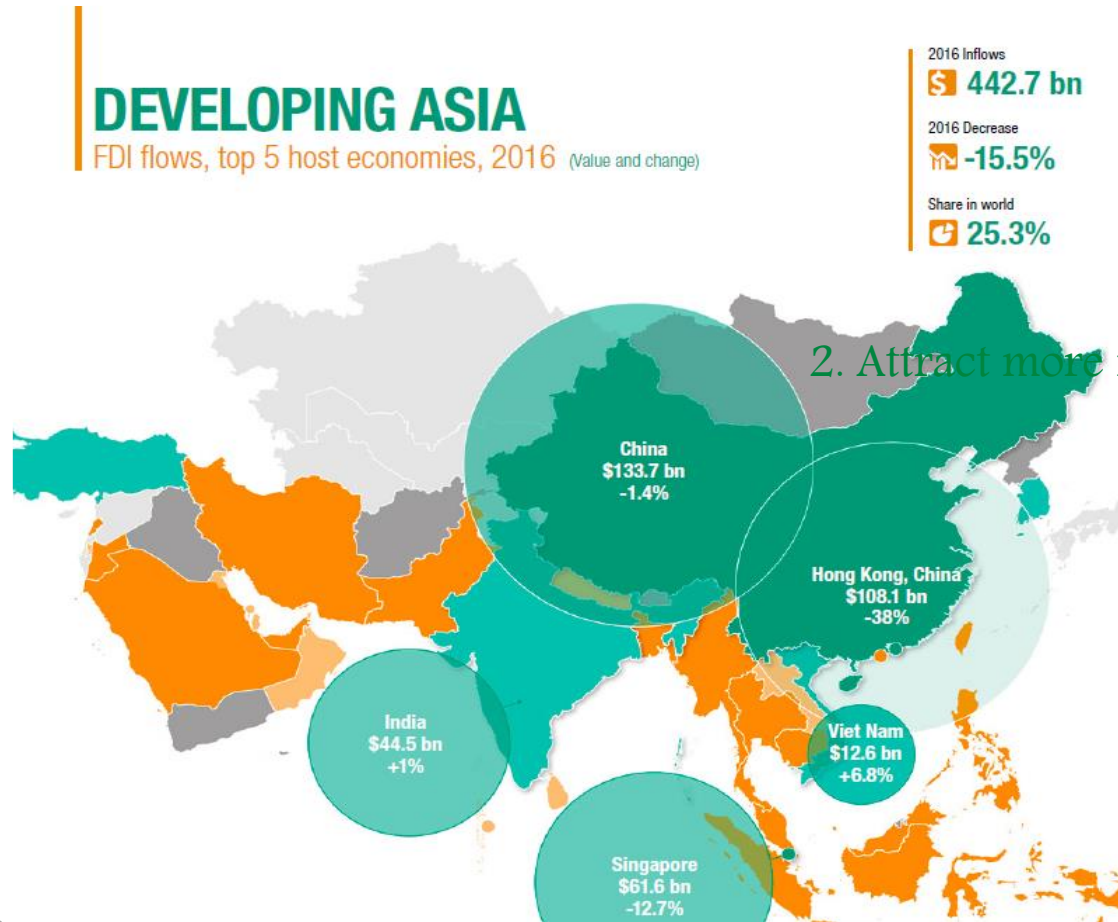 DEVELOPING ASIA
FDI flows, top 5 host economies, 2016 (Value and change)
2016 Inflows
$ 442.7 bn
2016 Decrease
-15.5%
Share in world
25.3%
2. Attract more
China
$133.7 bn
-1.4%
Hong Kong, China
$108.1 bn
-38%
India
$44.5 bn
+1%
Viet Nam
$12.6 bn
+6.8%
Singapore
$61.6 bn
-12.7%